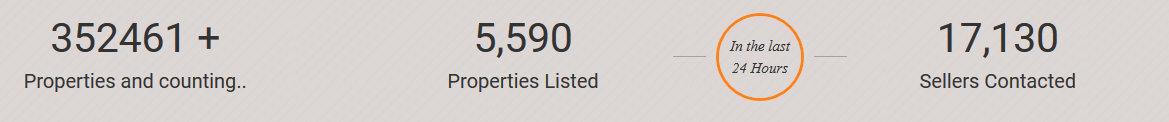 352461 +
Properties and counting..
5,590
Properties Listed
In the last
24 Hours
17,130
Sellers Contacted